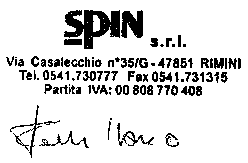 SPIN s.r.l.
Via Casalecchio n°35/G - 47851 RIMINI
Tel. 0541.730777 Fax 0541.731315
Partita IVA: 00 808 770 408